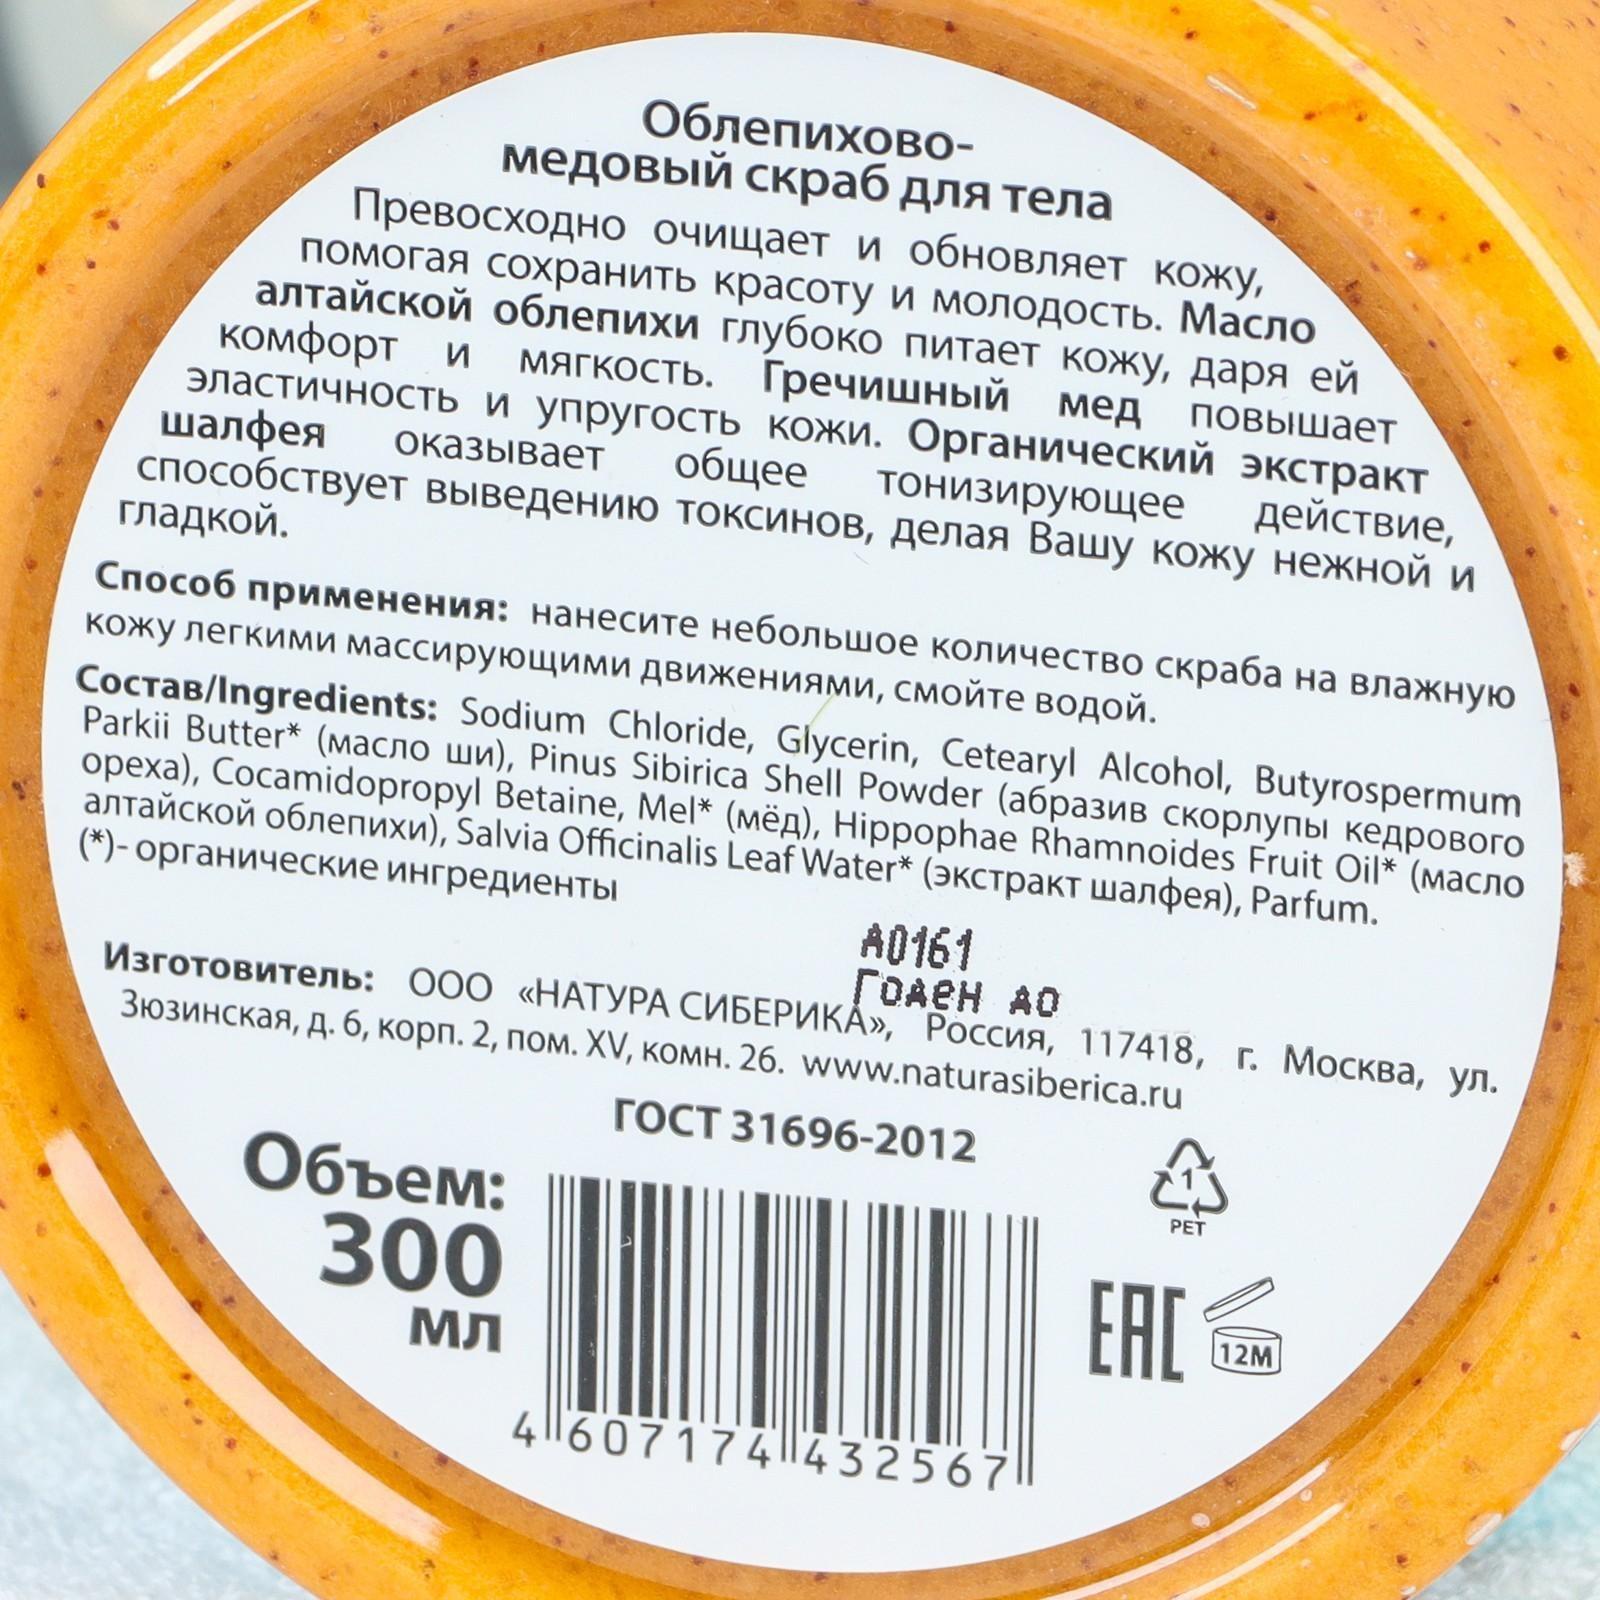 Облепихово-
медовый скраб для тела
Превосходно очищает и обновляет кожу,
помогая сохранить красоту и молодость. Масло
алтайской облепихи глубоко питает кожу, даря ей
комфорт и мягкость. Гречишный мед повышает
эластичность и упругость кожи. Органический экстракт
шалфея оказывает общее тонизирующее действие,
способствует выведению токсинов, делая Вашу кожу нежной и
гладкой.
Способ применения: нанесите небольшое количество скраба на влажную
кожу легкими массирующими движениями, смойте водой.
Состав/Ingredients: Sodium Chloride, Glycerin, Cetearyl Alcohol, Butyrospermum
Parkii Butter* (масло ши), Pinus Sibirica Shell Powder (абразив скорлупы кедрового
ореха), Cocamidopropyl Betaine, Mel* (мёд), Hippophae Rhamnoides Fruit Oil* (масло
алтайской облепихи), Salvia Officinalis Leaf Water* (экстракт шалфея), Parfum.
(*)- органические ингредиенты
A0161
Годен до
Изготовитель: ООО «НАТУРА СИБЕРИКА», Россия, 117418, г. Москва, ул.
Зюзинская, д. 6, корп. 2, пом. XV, комн. 26. www.naturasiberica.ru
ГОСТ 31696-2012
Объем:
300
мл
4 607174 432567
1
PET
EAC
12M